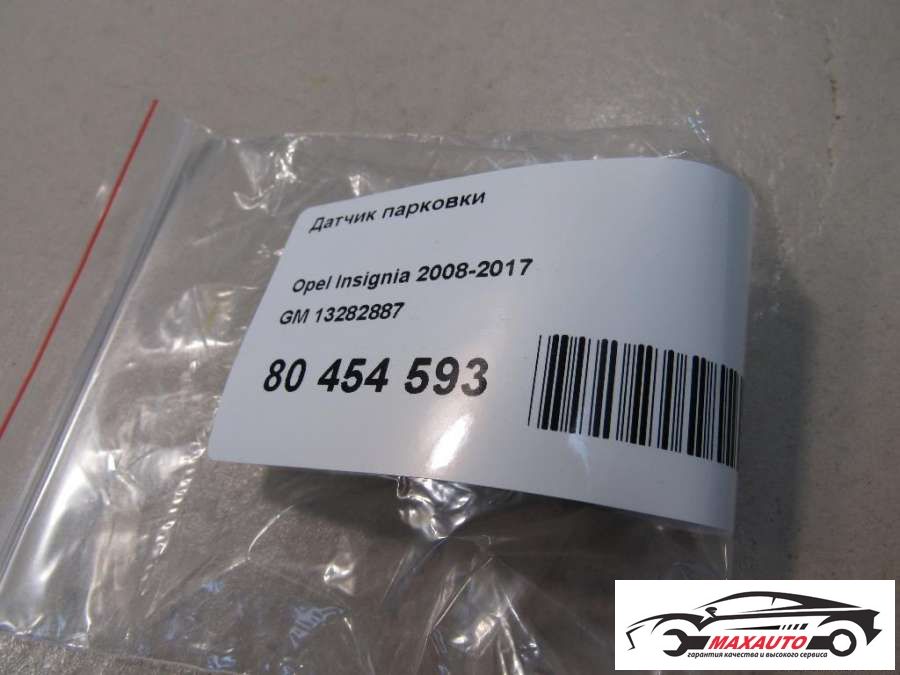 Датчик парковки
Opel Insignia 2008-2017
GM 13282887
80 454 593
MAXAUTO
гарантия качества и высокого сервиса